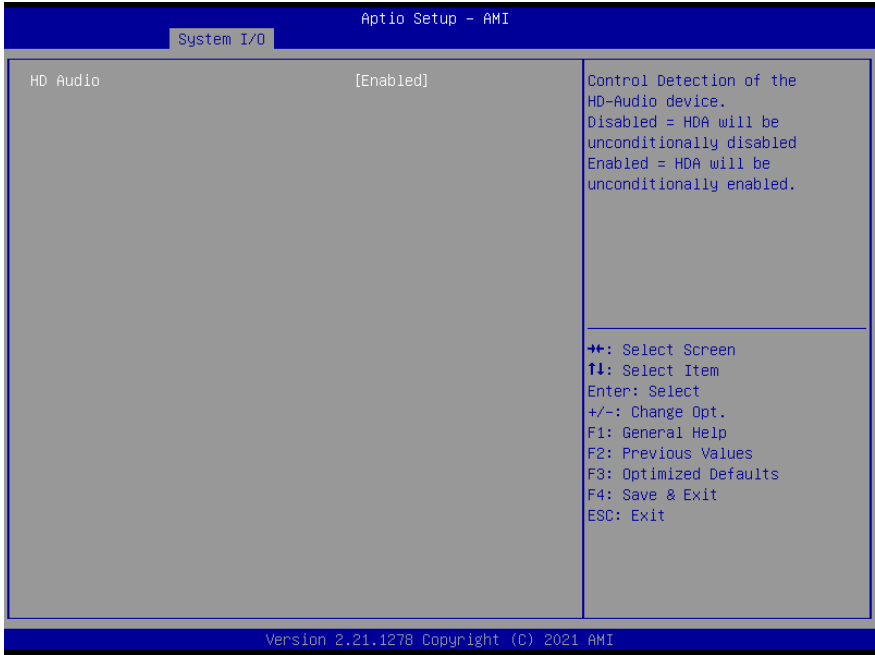 Aptio Setup – AMI
System I/O
HD Audio [Enabled]
Control Detection of the
HD-Audio device.
Disabled = HDA will be
unconditionally disabled
Enabled = HDA will be
unconditionally enabled.
→←: Select Screen
↑↓: Select Item
Enter: Select
+/-: Change Opt.
F1: General Help
F2: Previous Values
F3: Optimized Defaults
F4: Save & Exit
ESC: Exit
Version 2.21.1278 Copyright (C) 2021 AMI